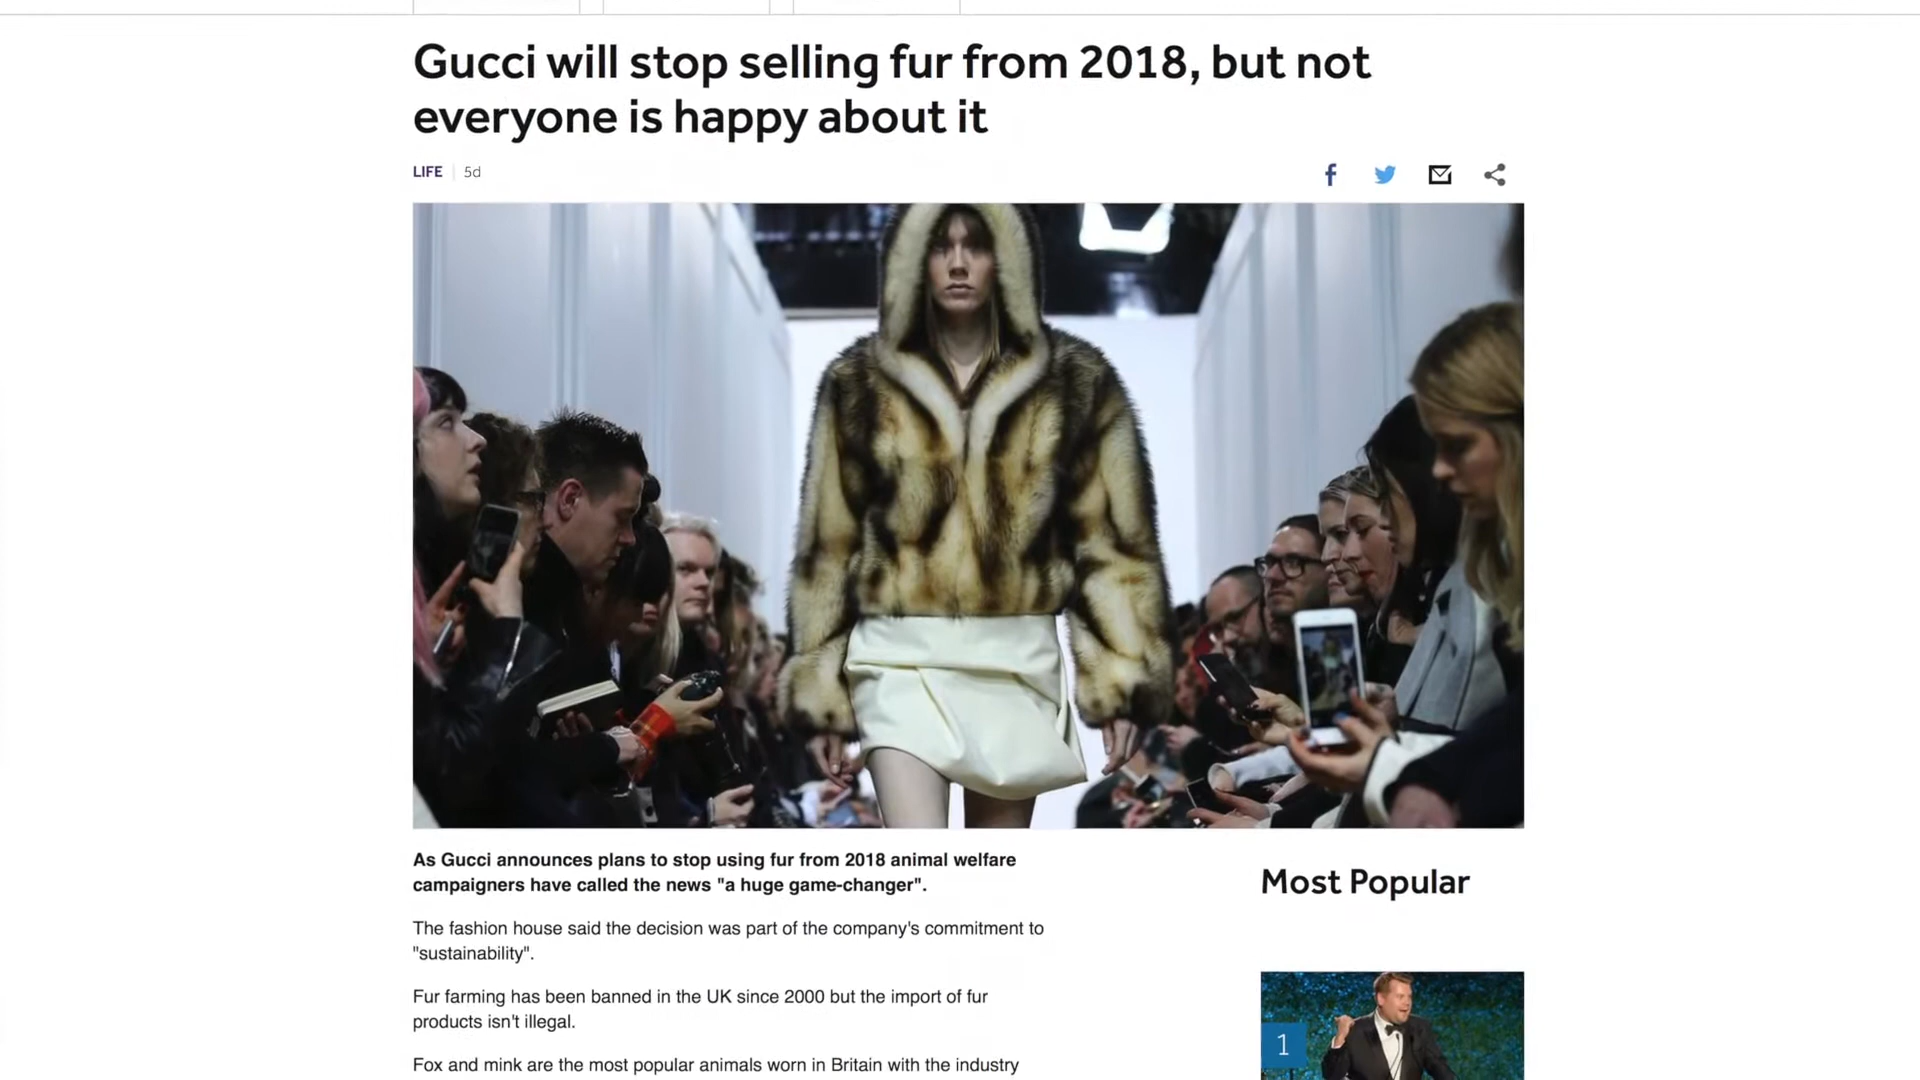 Gucci will stop selling fur from 2018, but not
everyone is happy about it
LIFE 5d
As Gucci announces plans to stop using fur from 2018 animal welfare
campaigners have called the news "a huge game-changer".
The fashion house said the decision was part of the company's commitment to
"sustainability".
Fur farming has been banned in the UK since 2000 but the import of fur
products isn't illegal.
Fox and mink are the most popular animals worn in Britain with the industry
Most Popular
1